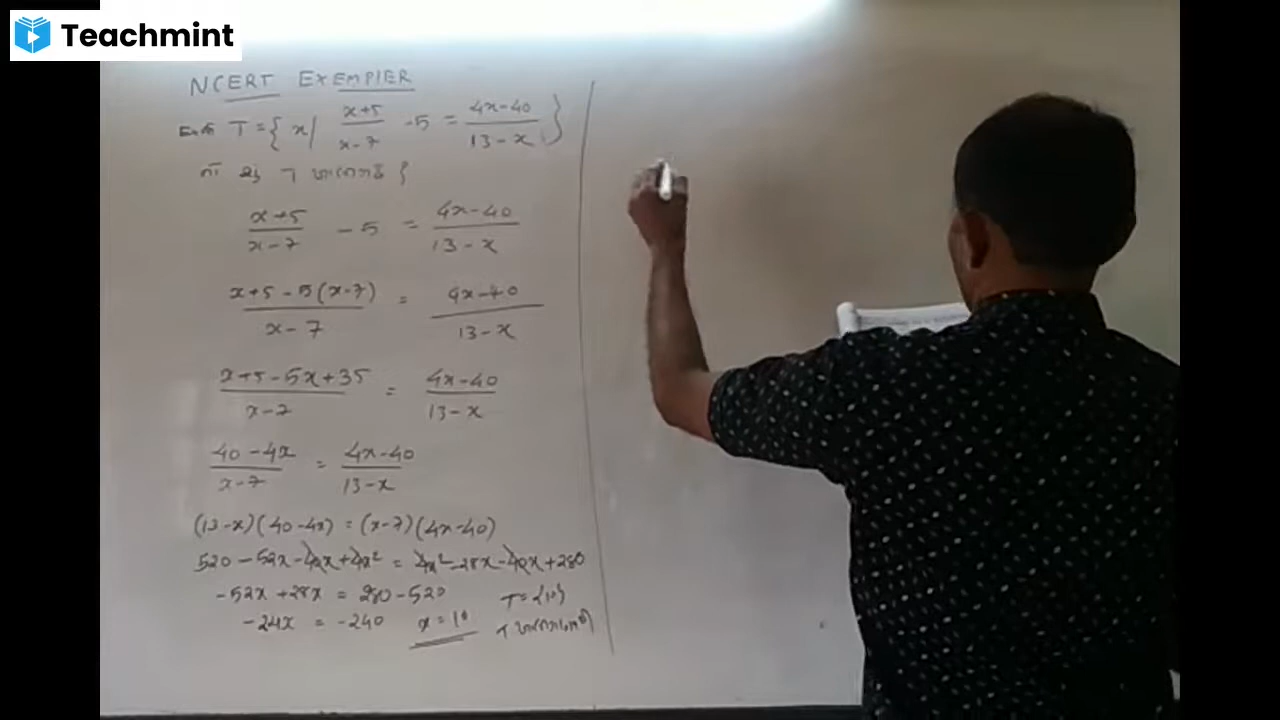 Teachmint
NCERT EXEMPlER
T = { x | x+5/x-7 - 5 = 4x-40/13-x }
x+5/x-7 - 5 = 4x-40/13-x
x+5-5(x-7)/x-7 = 4x-40/13-x
x+5-5x+35/x-7 = 4x-40/13-x
40-4x/x-7 = 4x-40/13-x
(13-x)(40-4x) = (x-7)(4x-40)
520-52x-40x+4x² = 4x²-28x-40x+280
-52x+28x = 280-520 T={10}
-24x = -240 x=10